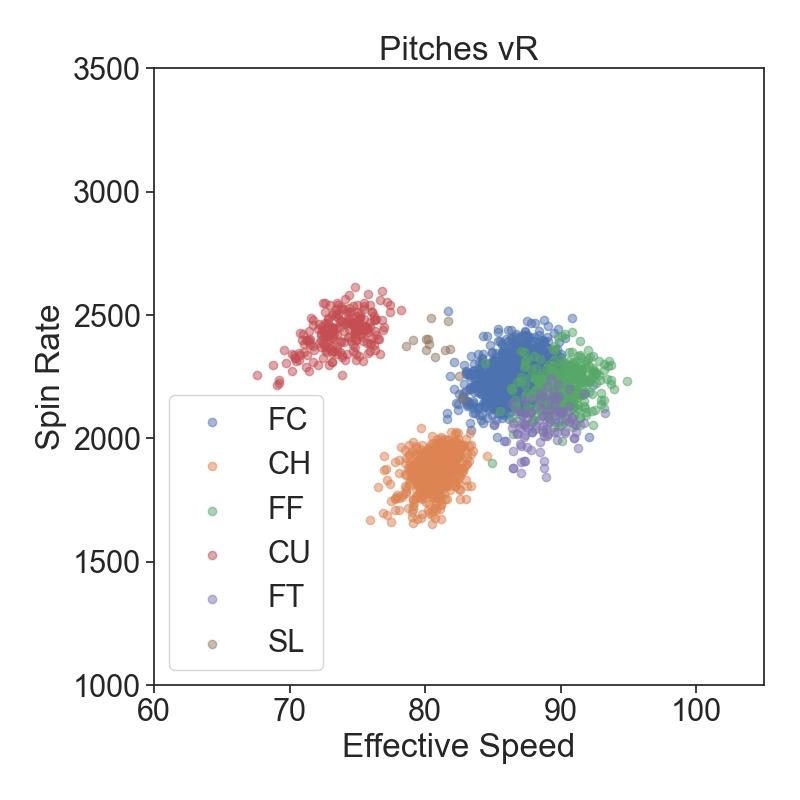 Pitches vR
3500
3000
2500
2000
1500
1000
Spin Rate
FC
CH
FF
CU
FT
SL
60
70
80
90
100
Effective Speed